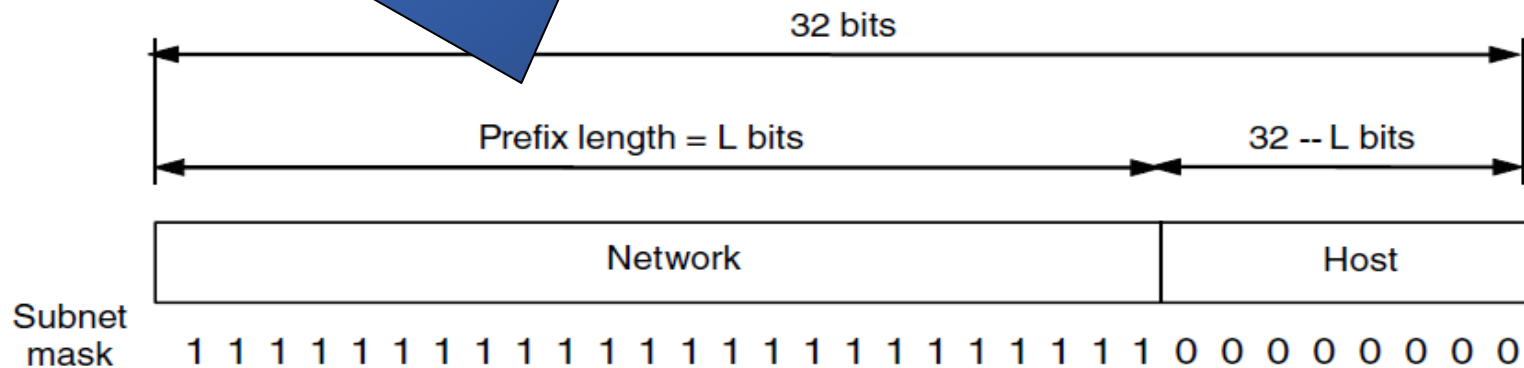 32 bits
Prefix length = L bits 32 -- L bits
Network Host
Subnet
mask 1 1 1 1 1 1 1 1 1 1 1 1 1 1 1 1 1 1 1 1 1 1 1 1 0 0 0 0 0 0 0 0